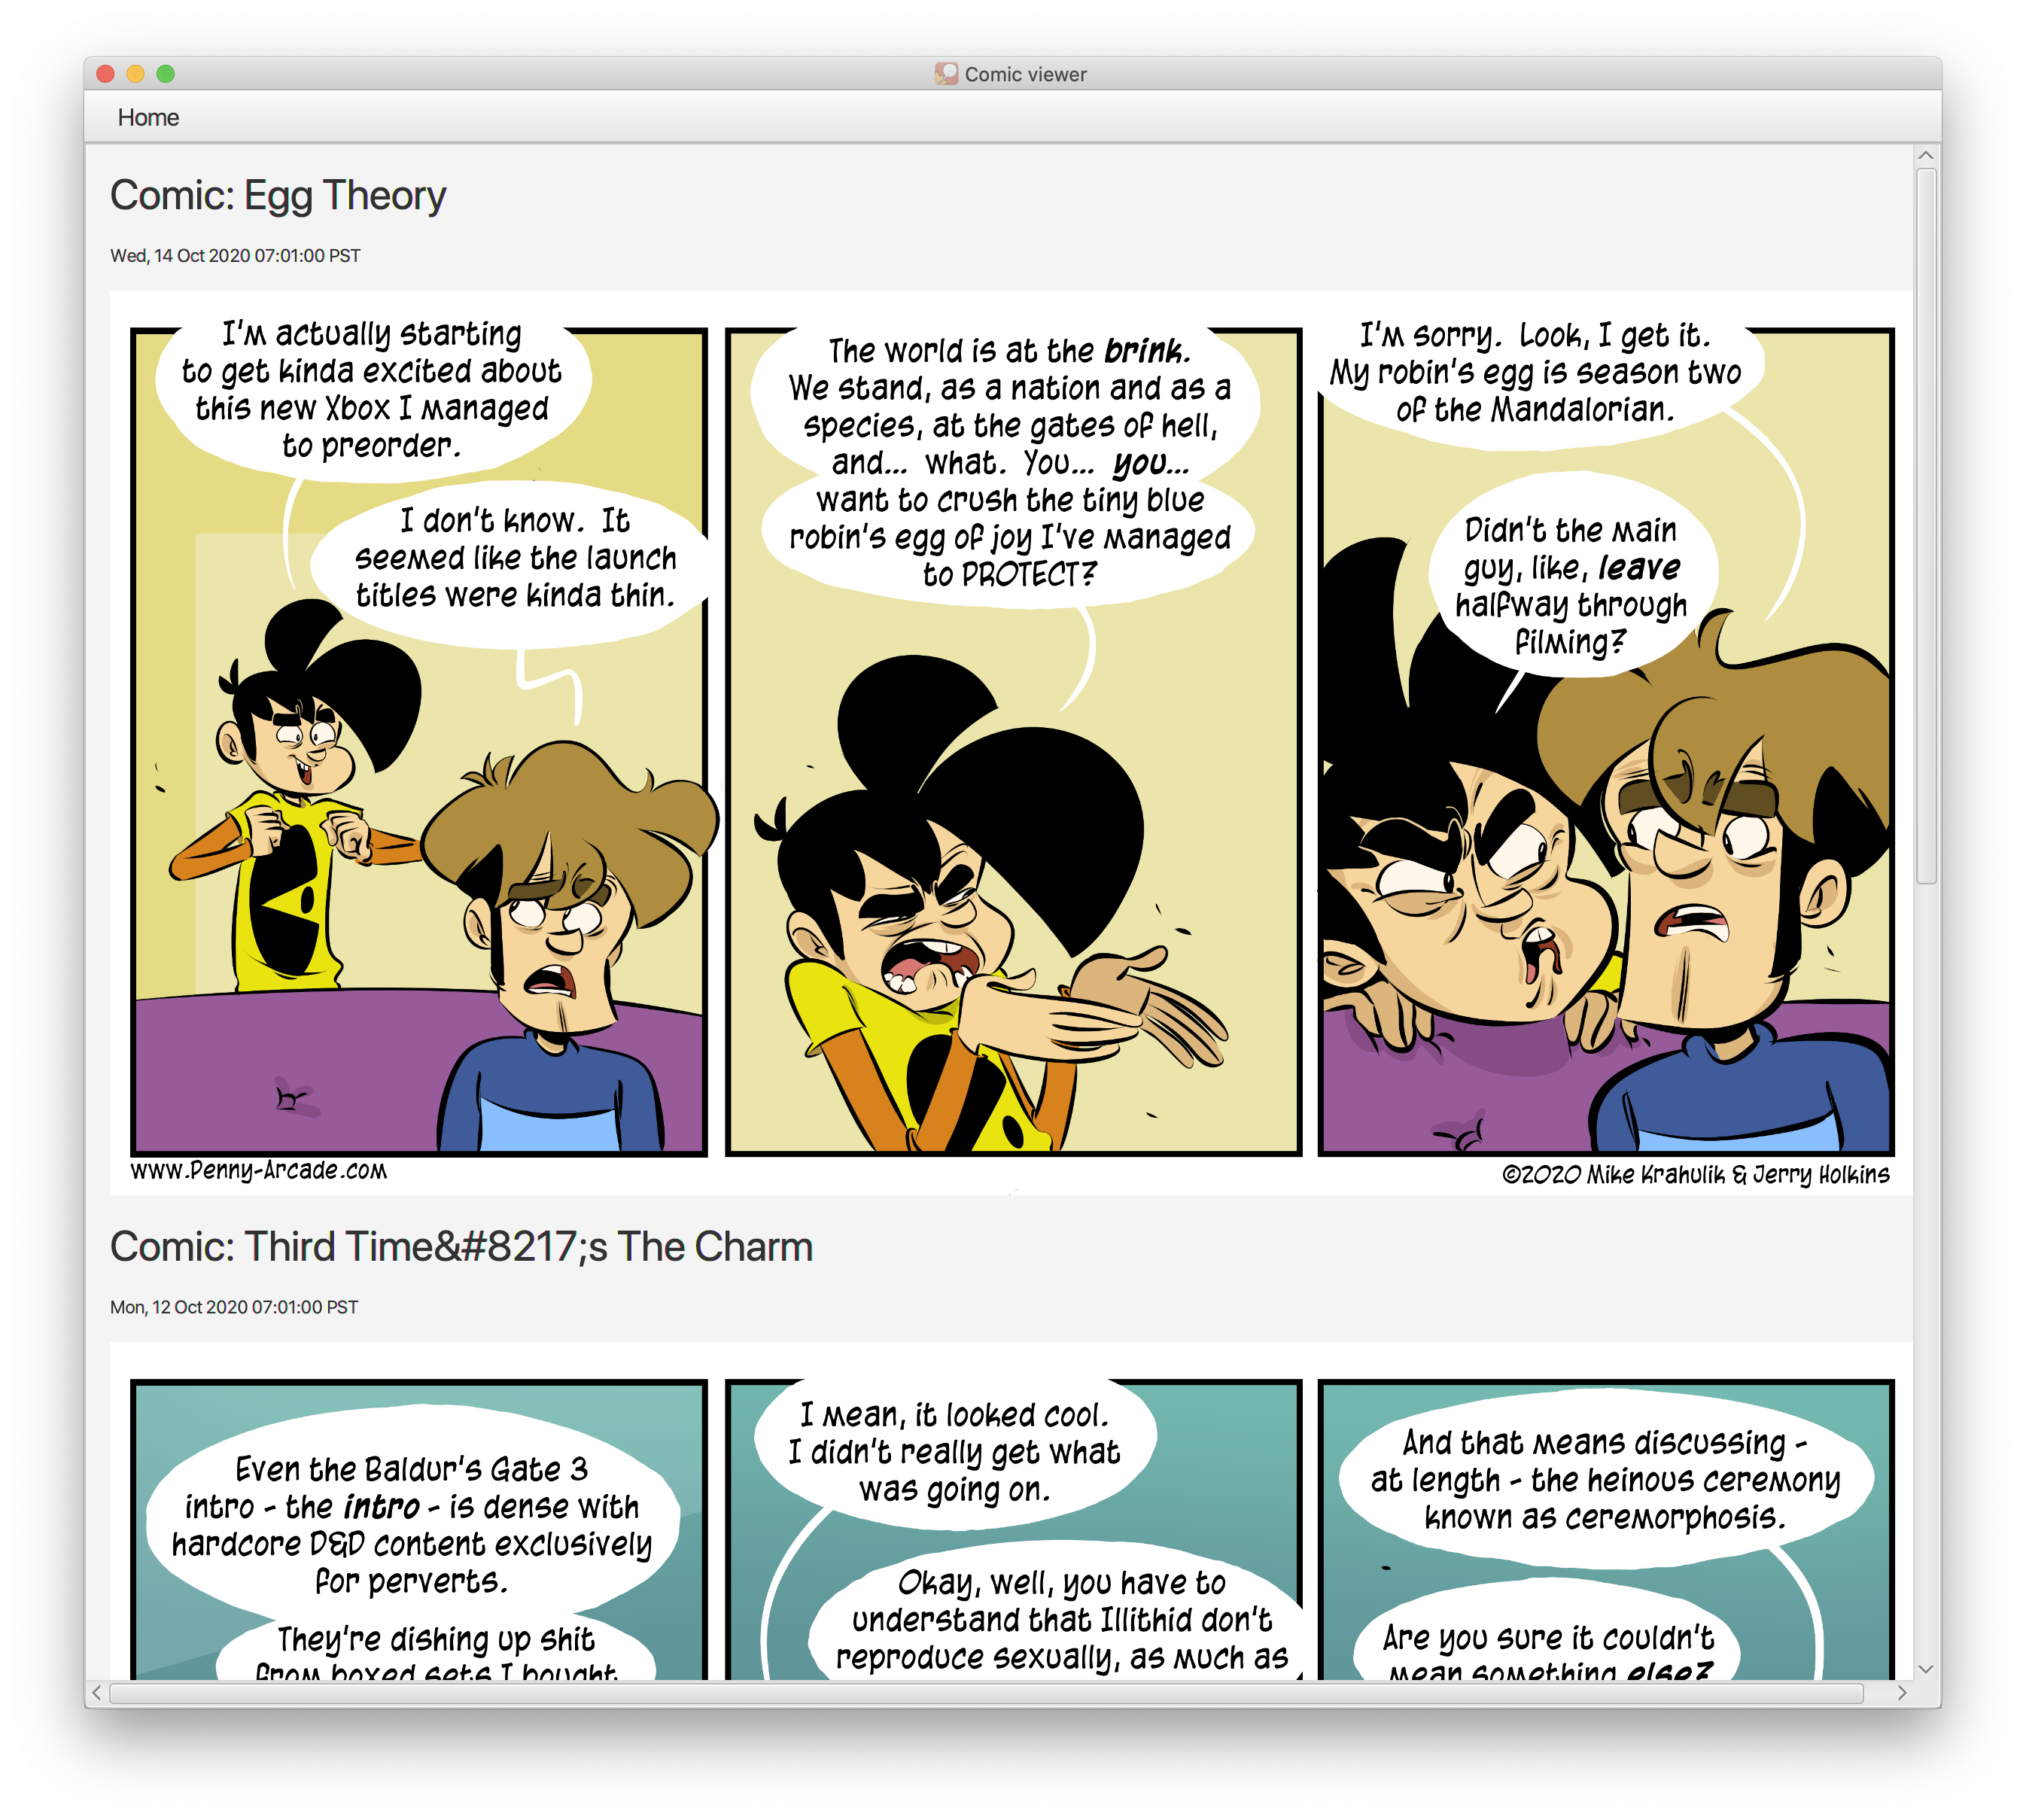 Comic viewer
Home
Comic: Egg Theory
Wed, 14 Oct 2020 07:01:00 PST
I'm actually starting
to get kinda excited about
this new Xbox I managed
to preorder.
I don't know. It
seemed like the launch
titles were kinda thin.
The world is at the brink.
We stand, as a nation and as a
species, at the gates of hell,
and... what. You... you...
want to crush the tiny blue
robin's egg of joy I've managed
to PROTECT?
I'm sorry. Look, I get it.
My robin's egg is season two
of the Mandalorian.
Didn't the main
guy, like, leave
halfway through
filming?
www.Penny-Arcade.com
©2020 Mike Krahulik & Jerry Holkins
Comic: Third Time&#8217;s The Charm
Mon, 12 Oct 2020 07:01:00 PST
Even the Baldur's Gate 3
intro - the intro - is dense with
hardcore D&D content exclusively
for perverts.
They're dishing up shit
from boxed sets I bought
I mean, it looked cool.
I didn't really get what
was going on.
Okay, well, you have to
understand that Illithid don't
reproduce sexually, as much as
And that means discussing -
at length - the heinous ceremony
known as ceremorphosis.
Are you sure it couldn't
mean something else?